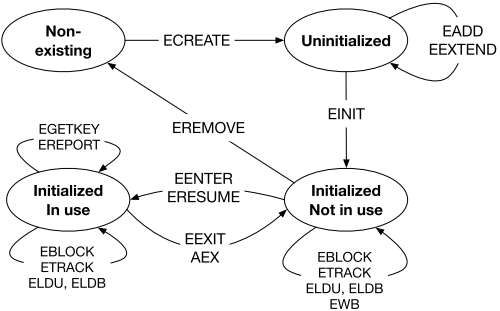 Non-
existing
ECREATE
Uninitialized
EADD
EEXTEND
EINIT
EREMOVE
EGETKEY
EREPORT
Initialized
In use
EENTER
ERESUME
Initialized
Not in use
EEXIT
AEX
EBLOCK
ETRACK
ELDU, ELDB
EBLOCK
ETRACK
ELDU, ELDB
EWB